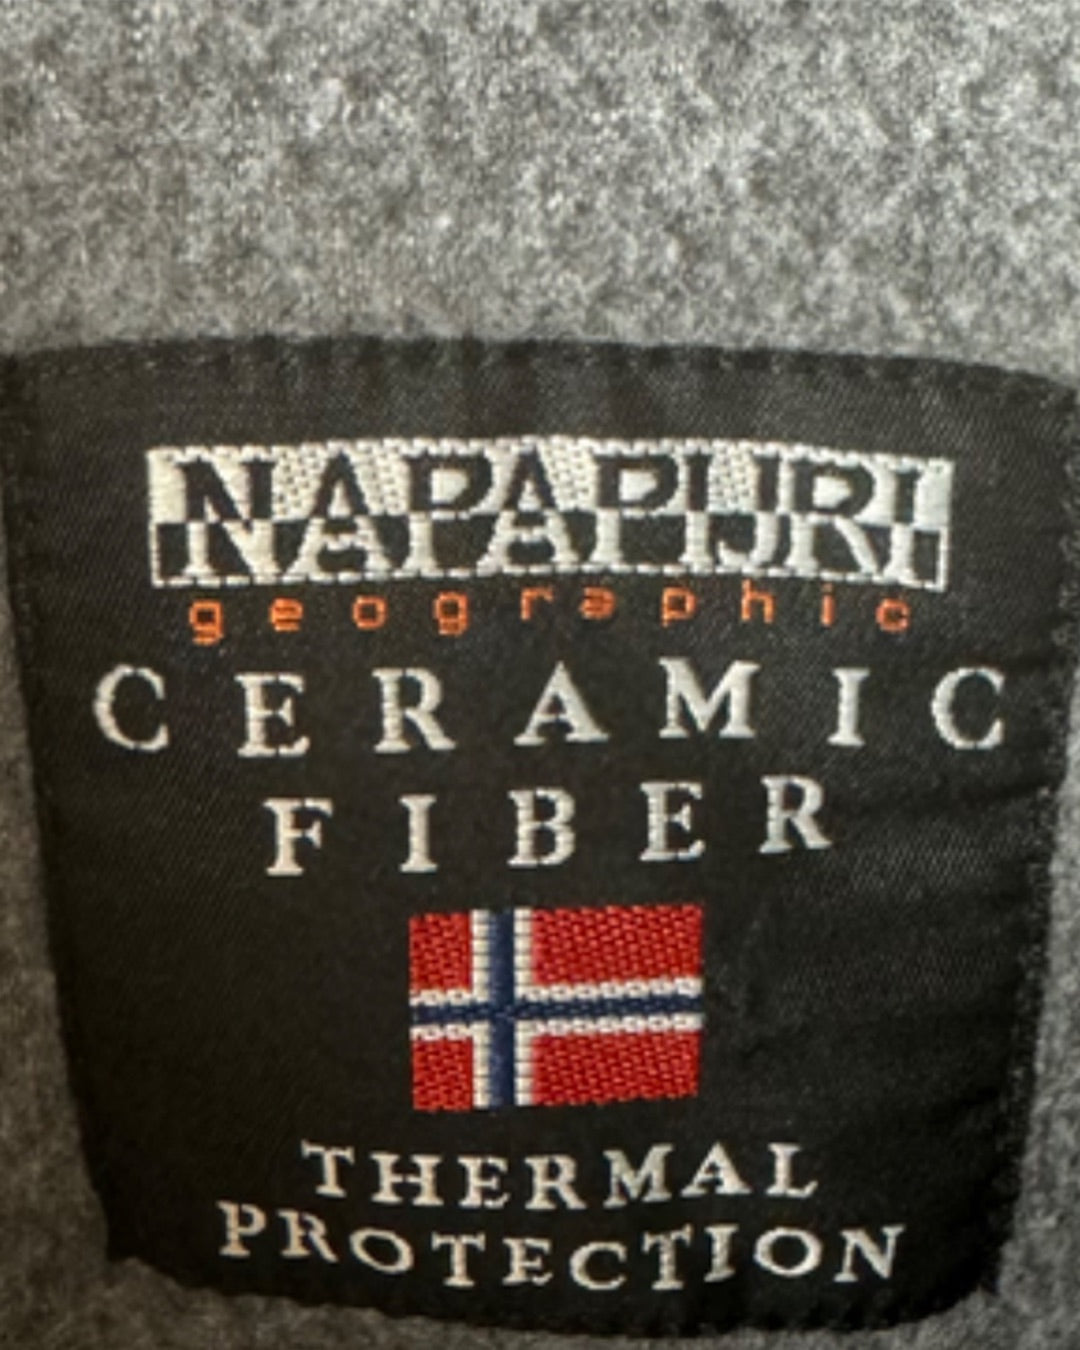 NAPAPIJRI
geographic
CERAMIC
FIBER
THERMAL
PROTECTION